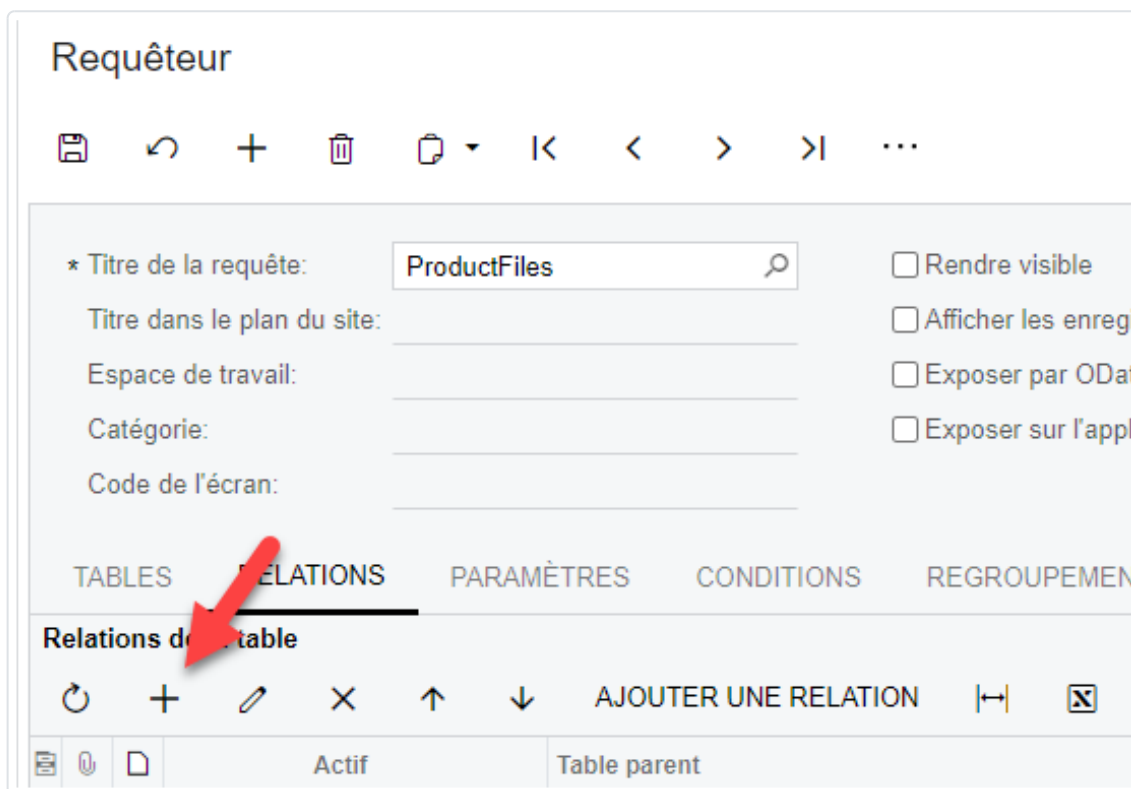 Requêteur
* Titre de la requête: ProductFiles Rendre visible
Titre dans le plan du site: Afficher les enreg
Espace de travail: Exposer par ODat
Catégorie: Exposer sur l'appl
Code de l'écran:
TABLES RELATIONS PARAMÈTRES CONDITIONS REGROUPEMEN
Relations de table
AJOUTER UNE RELATION
Actif Table parent